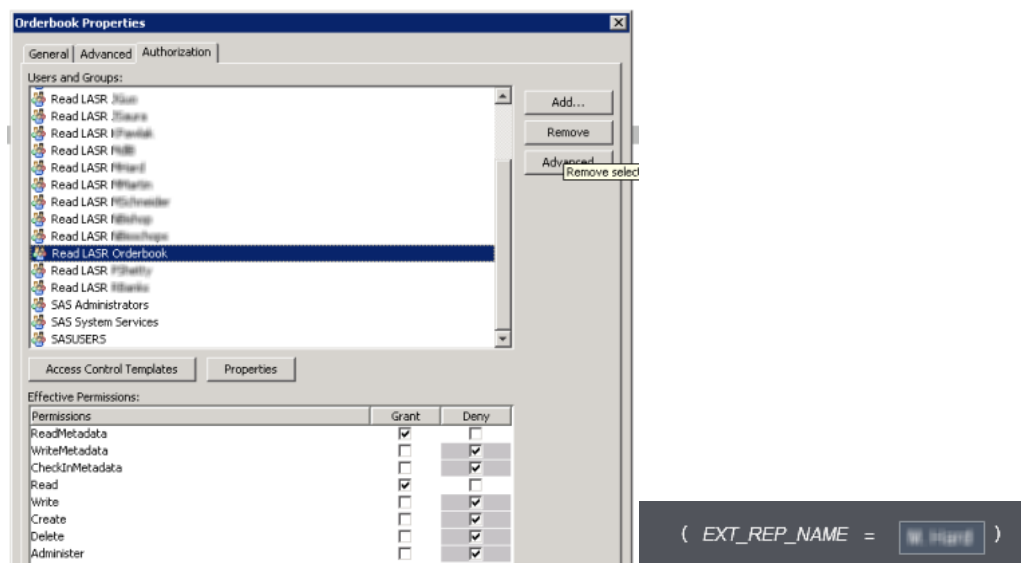 Orderbook Properties
General Advanced Authorization
Users and Groups:
Read LASR
Read LASR
Read LASR
Read LASR
Read LASR
Read LASR
Read LASR
Read LASR
Read LASR
Read LASR Orderbook
Read LASR
Read LASR
SAS Administrators
SAS System Services
SASUSERS
Add...
Remove
Advanced
Remove select
Access Control Templates Properties
Effective Permissions:
Permissions Grant Deny
ReadMetadata
WriteMetadata
CheckInMetadata
Read
Write
Create
Delete
Administer
( EXT_REP_NAME = )